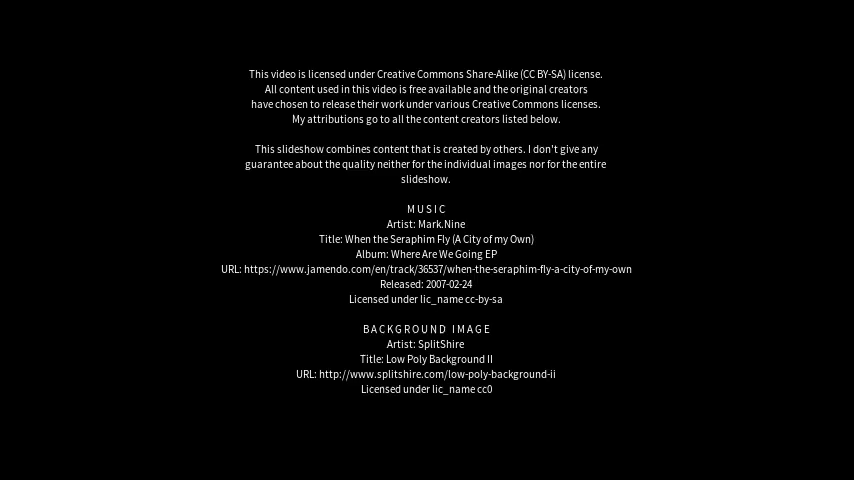 This video is licensed under Creative Commons Share-Alike (CC BY-SA) license.
All content used in this video is free available and the original creators
have chosen to release their work under various Creative Commons licenses.
My attributions go to all the content creators listed below.
This slideshow combines content that is created by others. I don't give any
guarantee about the quality neither for the individual images nor for the entire
slideshow.
MUSIC
Artist: Mark.Nine
Title: When the Seraphim Fly (A City of my Own)
Album: Where Are We Going EP
URL: https://www.jamendo.com/en/track/36537/when-the-seraphim-fly-a-city-of-my-own
Released: 2007-02-24
Licensed under lic_name cc-by-sa
BACKGROUND IMAGE
Artist: SplitShire
Title: Low Poly Background II
URL: http://www.splitshire.com/low-poly-background-ii
Licensed under lic_name cc0